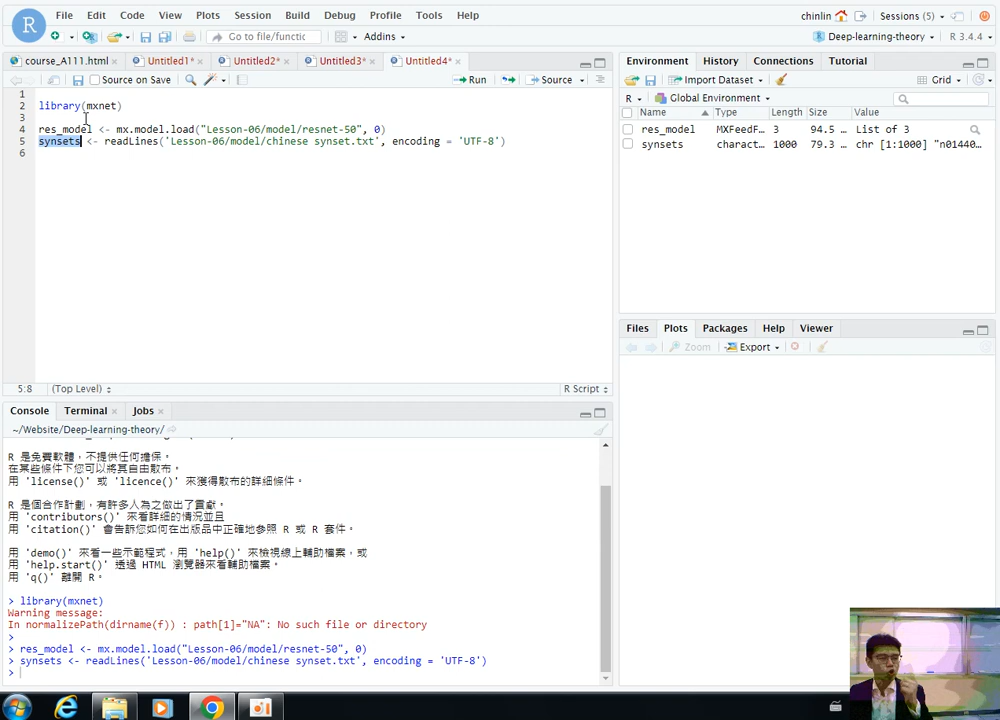 File Edit Code View Plots Session Build Debug Profile Tools Help
chinlin Sessions (5)
R
Go to file/functic Addins
Deep-learning-theory R 3.4.4
course_A111.html Untitled1* Untitled2* Untitled3* Untitled4*
Source on Save Run Source
1
2 library(mxnet)
3
4 res_model <- mx.model.load("Lesson-06/model/resnet-50", 0)
5 synsets <- readLines('Lesson-06/model/chinese synset.txt', encoding = 'UTF-8')
6
5:8 (Top Level) R Script
Environment History Connections Tutorial
Import Dataset Grid
R Global Environment
Name Type Length Size Value
res_model MXFeedF… 3 94.5 … List of 3
synsets charact… 1000 79.3 … chr [1:1000] "n01440…
Files Plots Packages Help Viewer
Zoom Export
Console Terminal Jobs
~/Website/Deep-learning-theory/
R 是免費軟體，不提供任何擔保。
在某些條件下您可以將其自由散布。
用 'license()' 或 'licence()' 來獲得散布的詳細條件。
R 是個合作計劃，有許多人為之做出了貢獻．
用 'contributors()' 來看詳細的情況並且
用 'citation()' 會告訴您如何在出版品中正確地參照 R 或 R 套件。
用 'demo()' 來看一些示範程式，用 'help()' 來檢視線上輔助檔案，或
用 'help.start()' 透過 HTML 瀏覽器來看輔助檔案。
用 'q()' 離開 R。
> library(mxnet)
Warning message:
In normalizePath(dirname(f)) : path[1]="NA": No such file or directory
>
> res_model <- mx.model.load("Lesson-06/model/resnet-50", 0)
> synsets <- readLines('Lesson-06/model/chinese synset.txt', encoding = 'UTF-8')
>